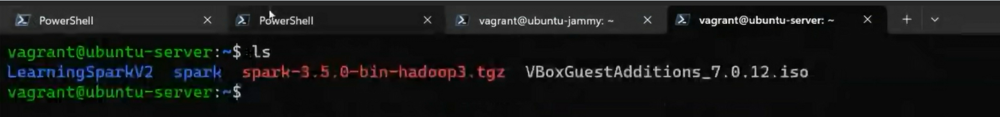 PowerShell PowerShell vagrant@ubuntu-jammy: ~ vagrant@ubuntu-server: ~
vagrant@ubuntu-server:~$ ls
LearningSparkV2 spark spark-3.5.0-bin-hadoop3.tgz VBoxGuestAdditions_7.0.12.iso
vagrant@ubuntu-server:~$